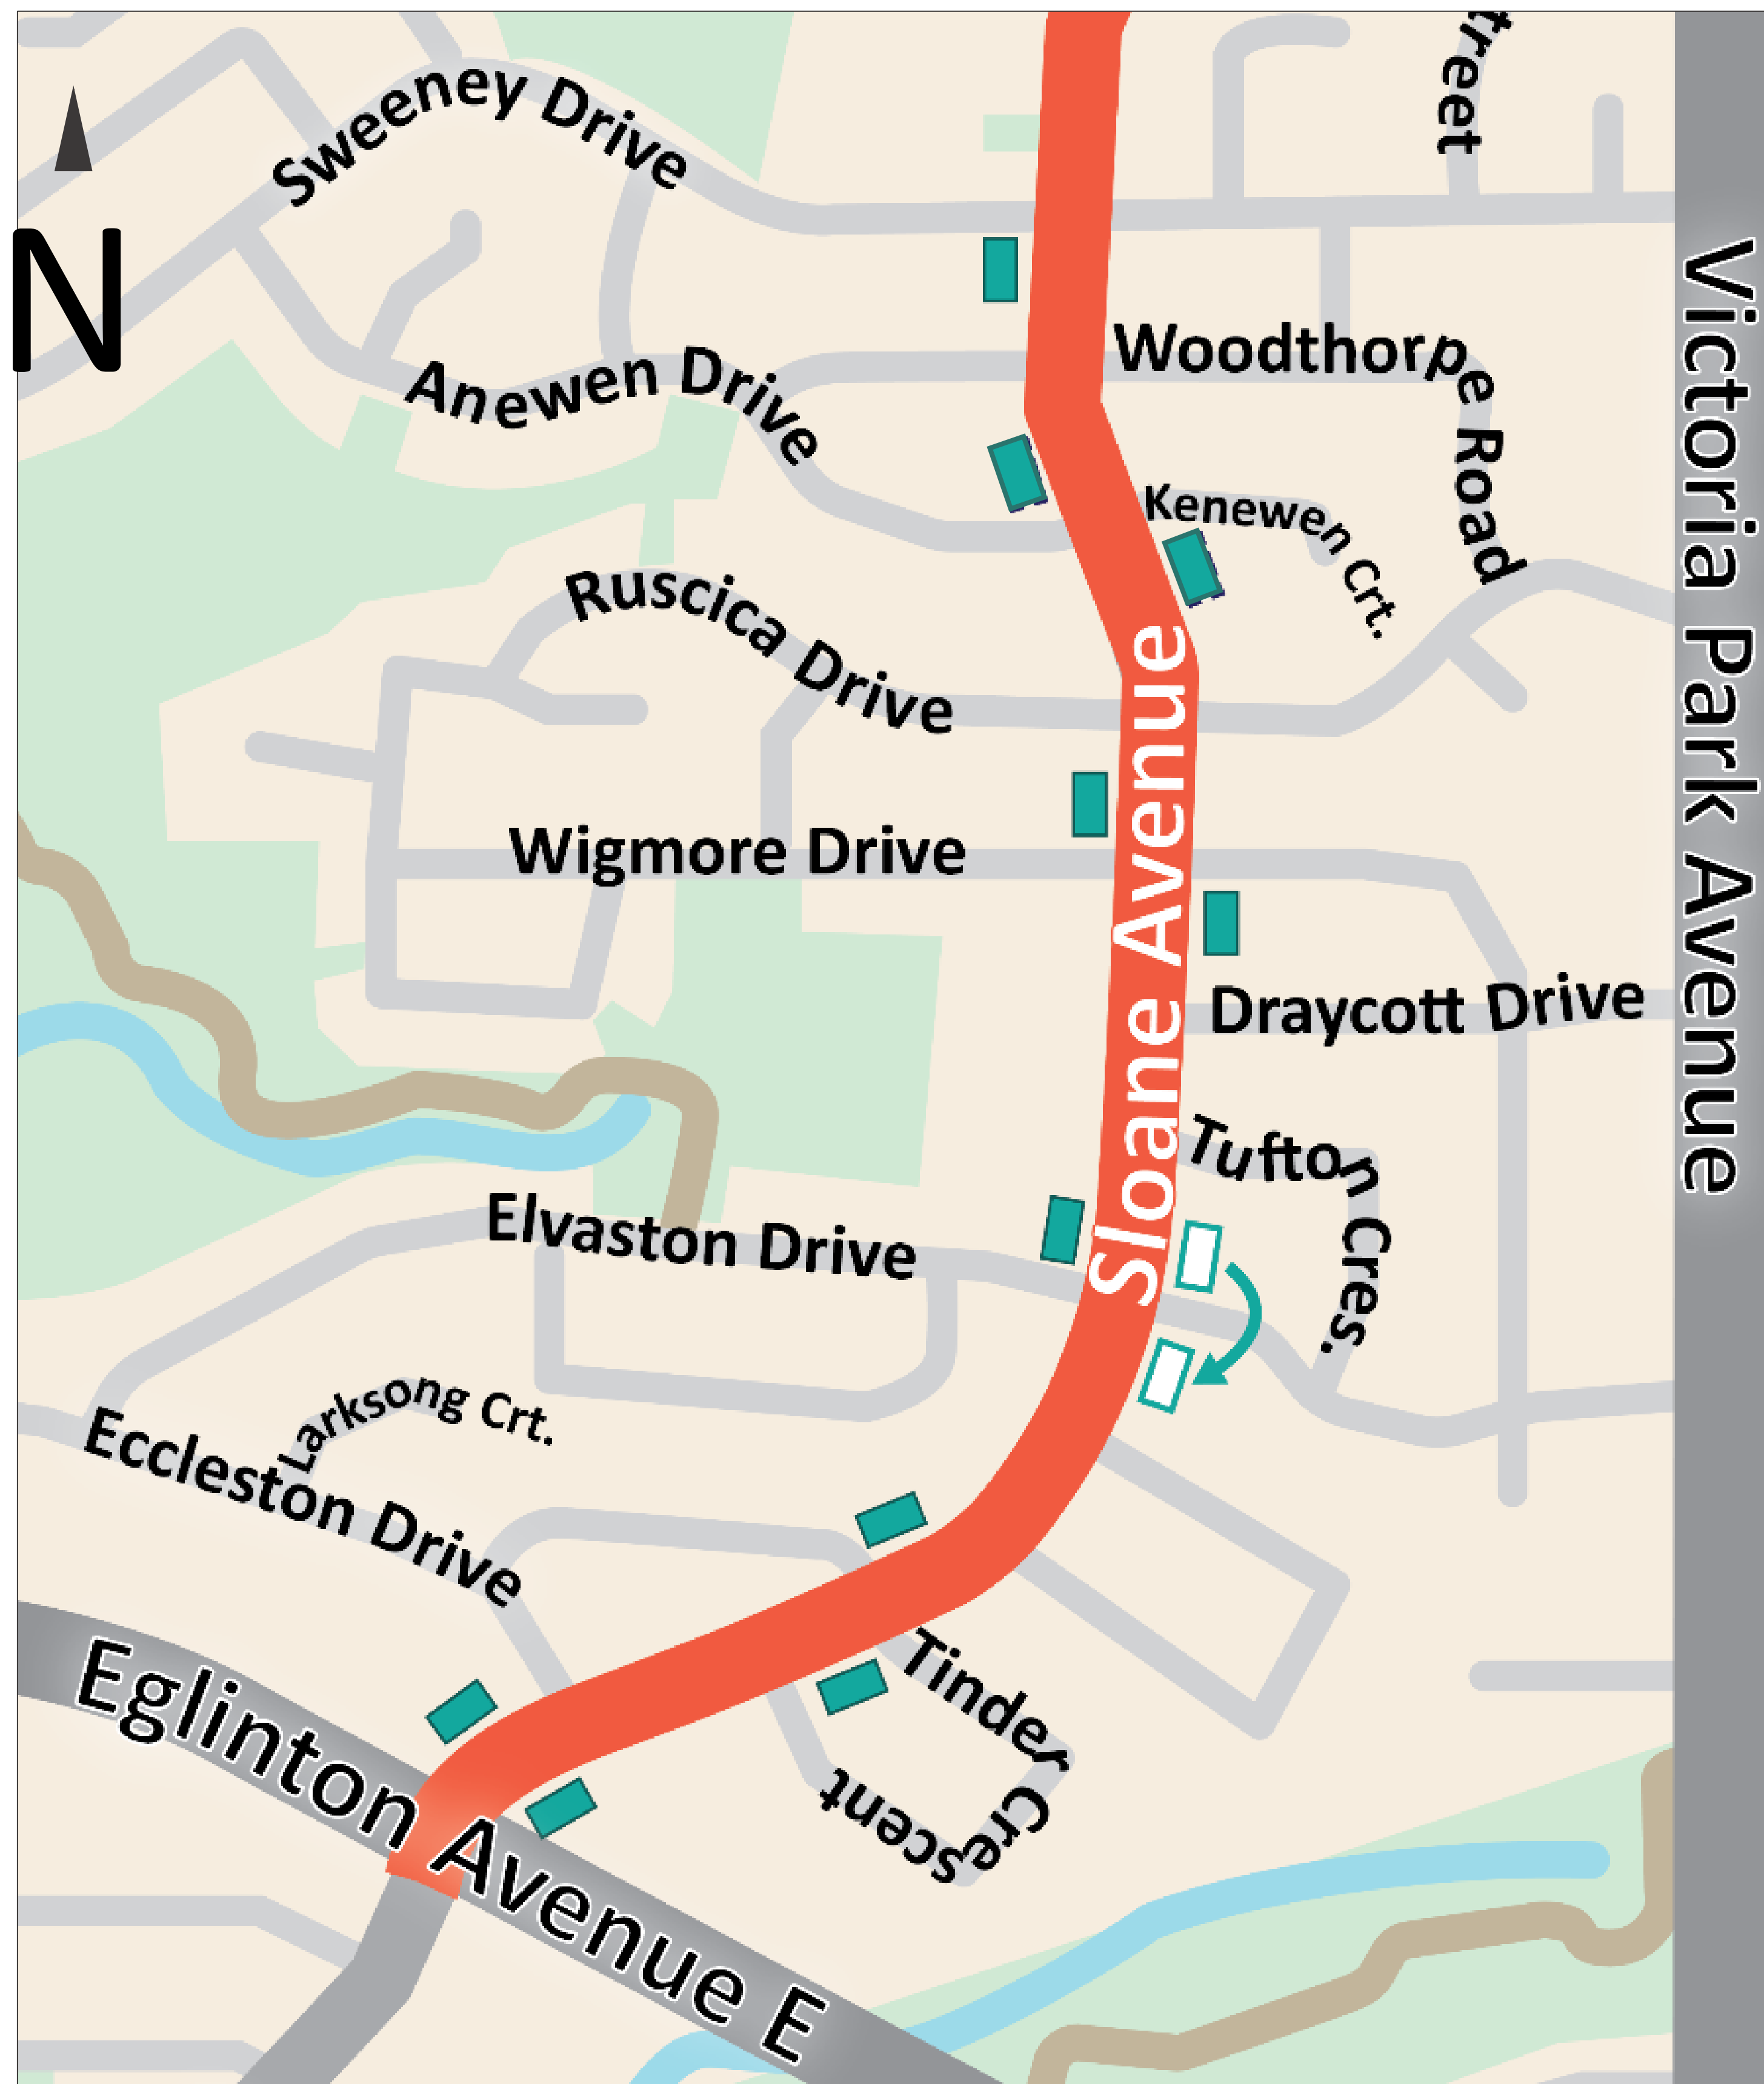 treet
Sweeney Drive
N
Woodthorpe Road
Anewen Drive
Victoria Park Avenue
Kenewen Crt.
Ruscica Drive
Sloane Avenue
Wigmore Drive
Draycott Drive
Tufton Cres.
Elvaston Drive
Larksong Crt.
Eccleston Drive
Tinder Crescent
Eglinton Avenue E